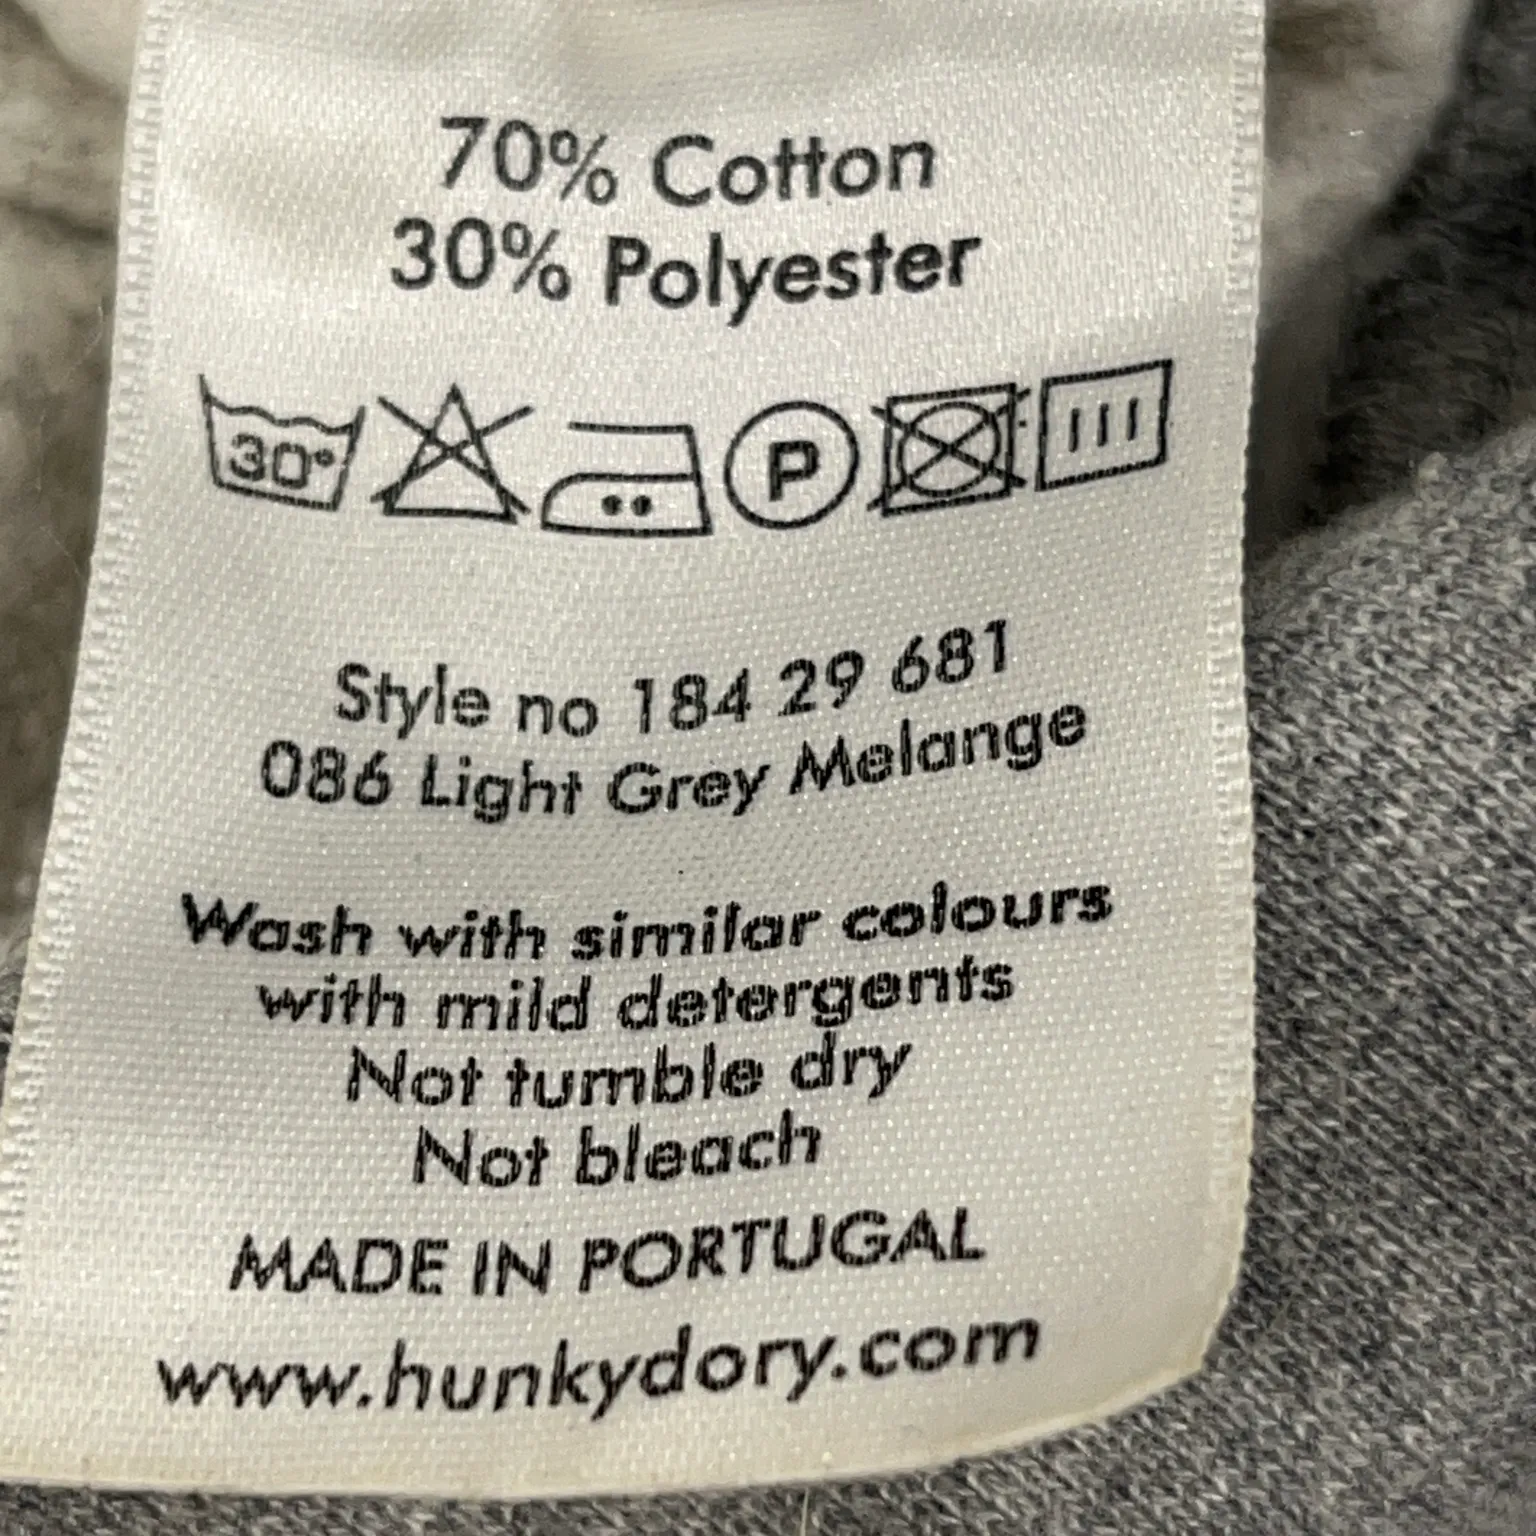 70% Cotton
30% Polyester
30° P
Style no 184 29 681
086 Light Grey Melange
Wash with similar colours
with mild detergents
Not tumble dry
Not bleach
MADE IN PORTUGAL
www.hunkydory.com